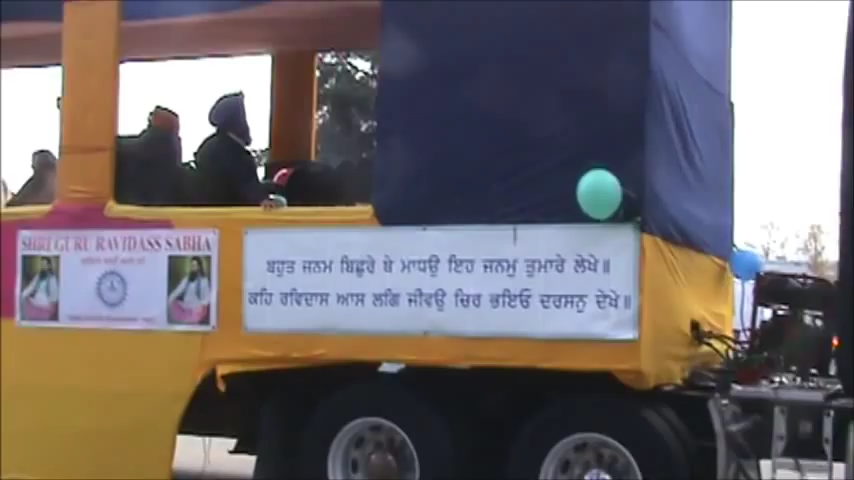 SHRI GURU RAVIDASS SABHA
ਬਹੁਤ ਜਨਮ ਬਿਛੁਰੇ ਥੇ ਮਾਧਉ ਇਹ ਜਨਮੁ ਤੁਮਾਰੇ ਲੇਖੇ॥
ਕਹਿ ਰਵਿਦਾਸ ਆਸ ਲਗਿ ਜੀਵਉ ਚਿਰ ਭਇਓ ਦਰਸਨੁ ਦੇਖੇ॥